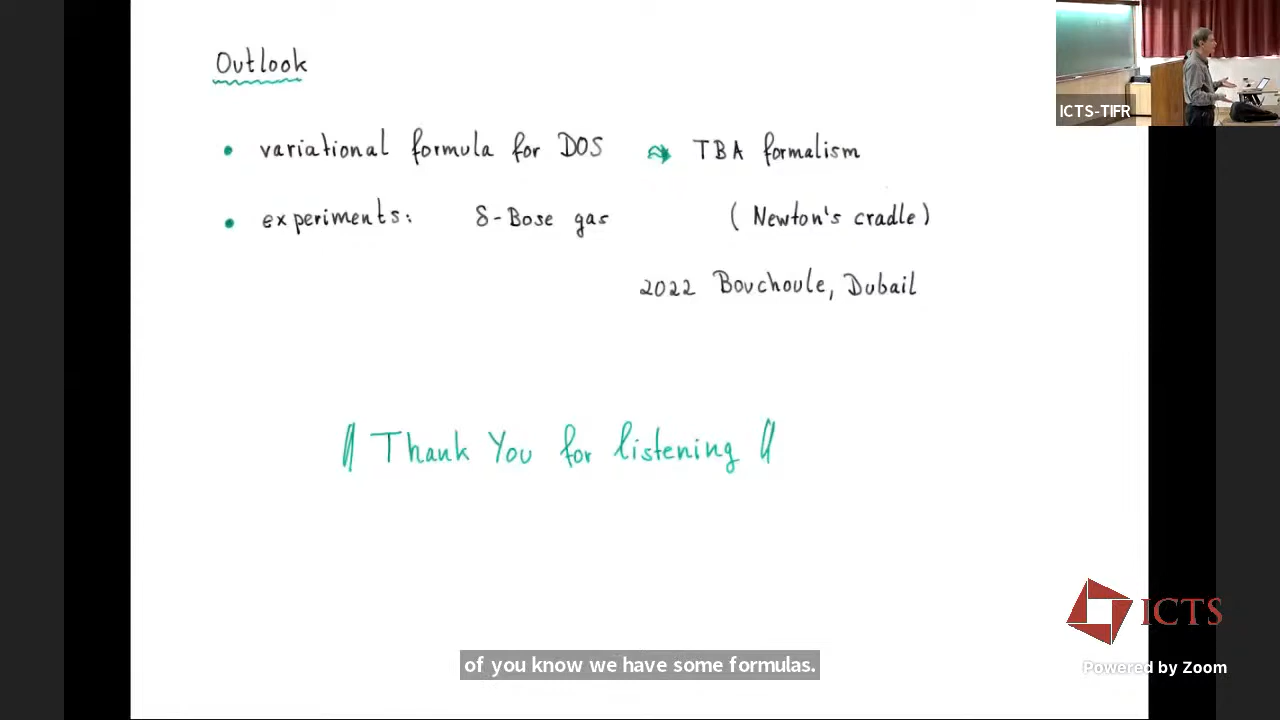 Outlook
• variational formula for DOS ⇝ TBA formalism
• experiments: δ-Bose gas (Newton's cradle)
2022 Bouchoule, Dubail
Thank You for listening
ICTS-TIFR
ICTS
Powered by Zoom
of you know we have some formulas.